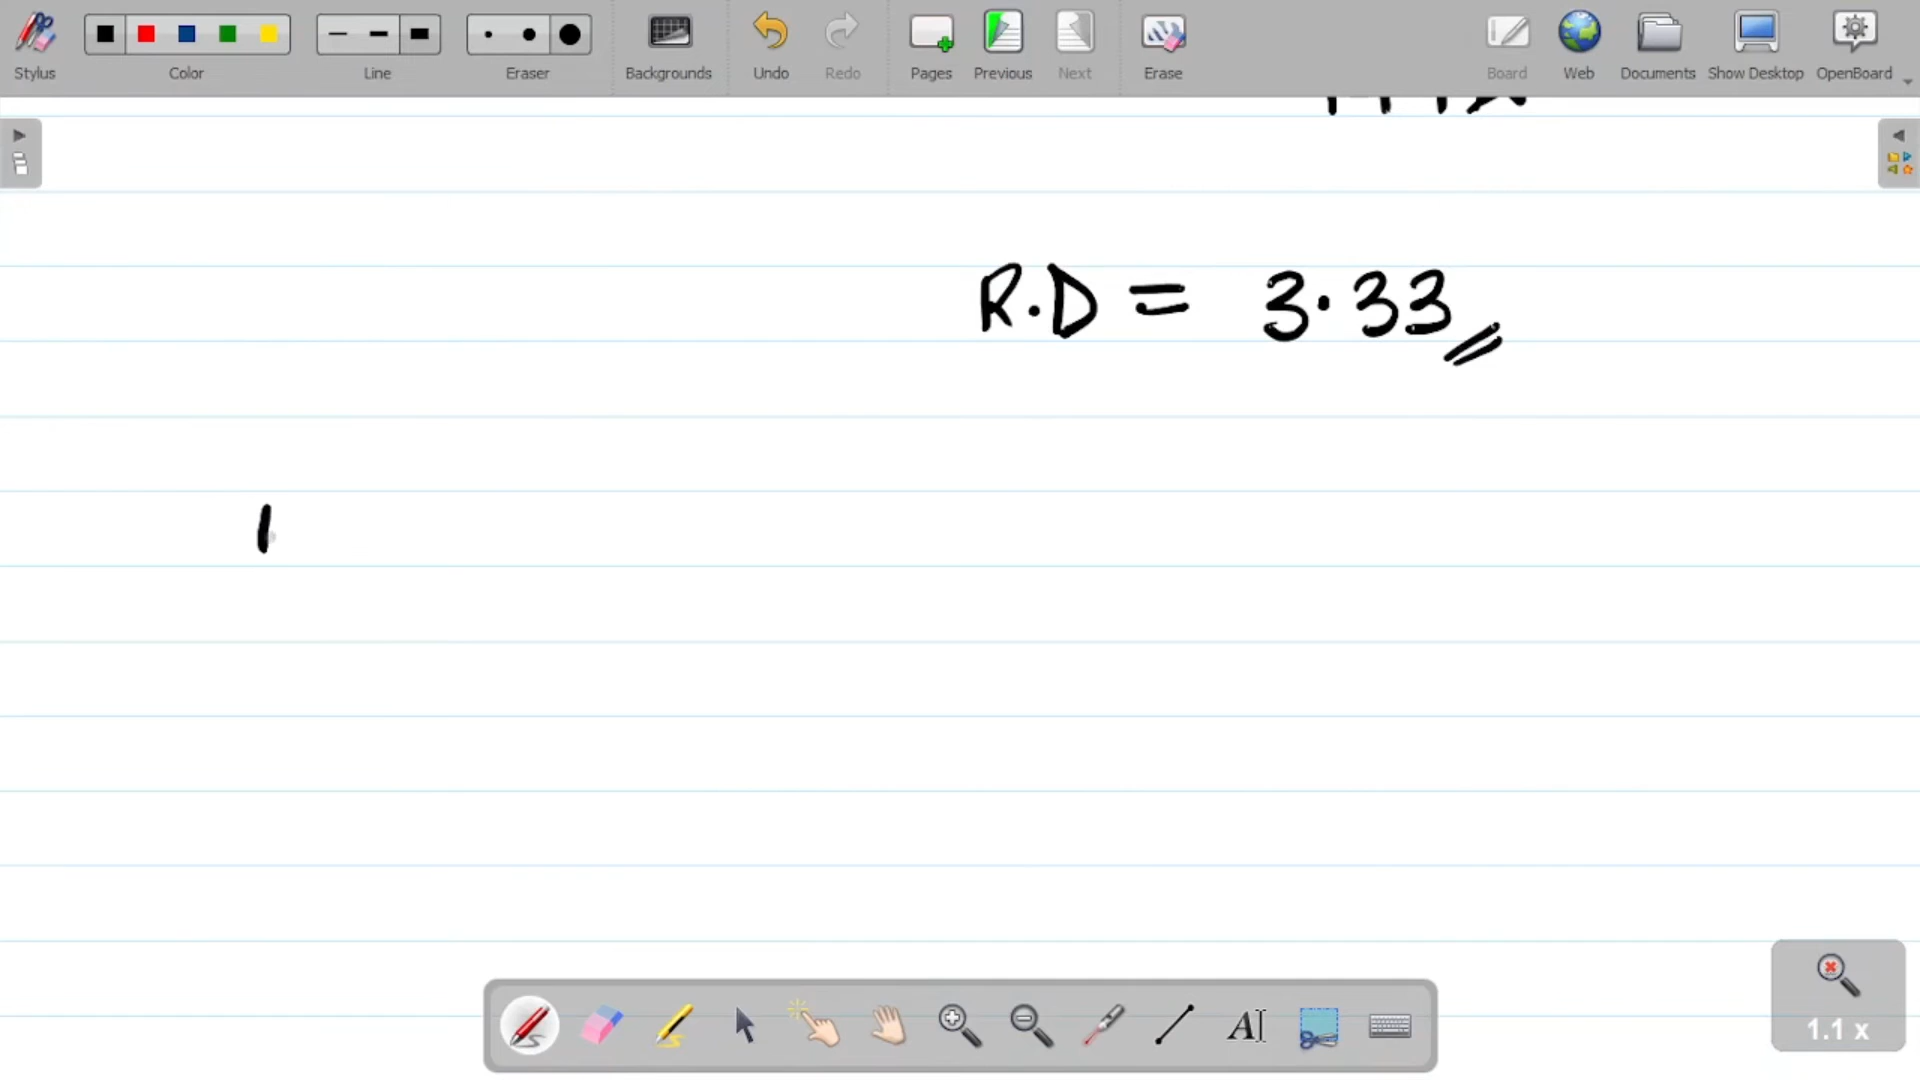 Stylus Color Line Eraser Backgrounds Undo Redo Pages Previous Next Erase Board Web Documents Show Desktop OpenBoard
R.D = 3.33
1.1 x